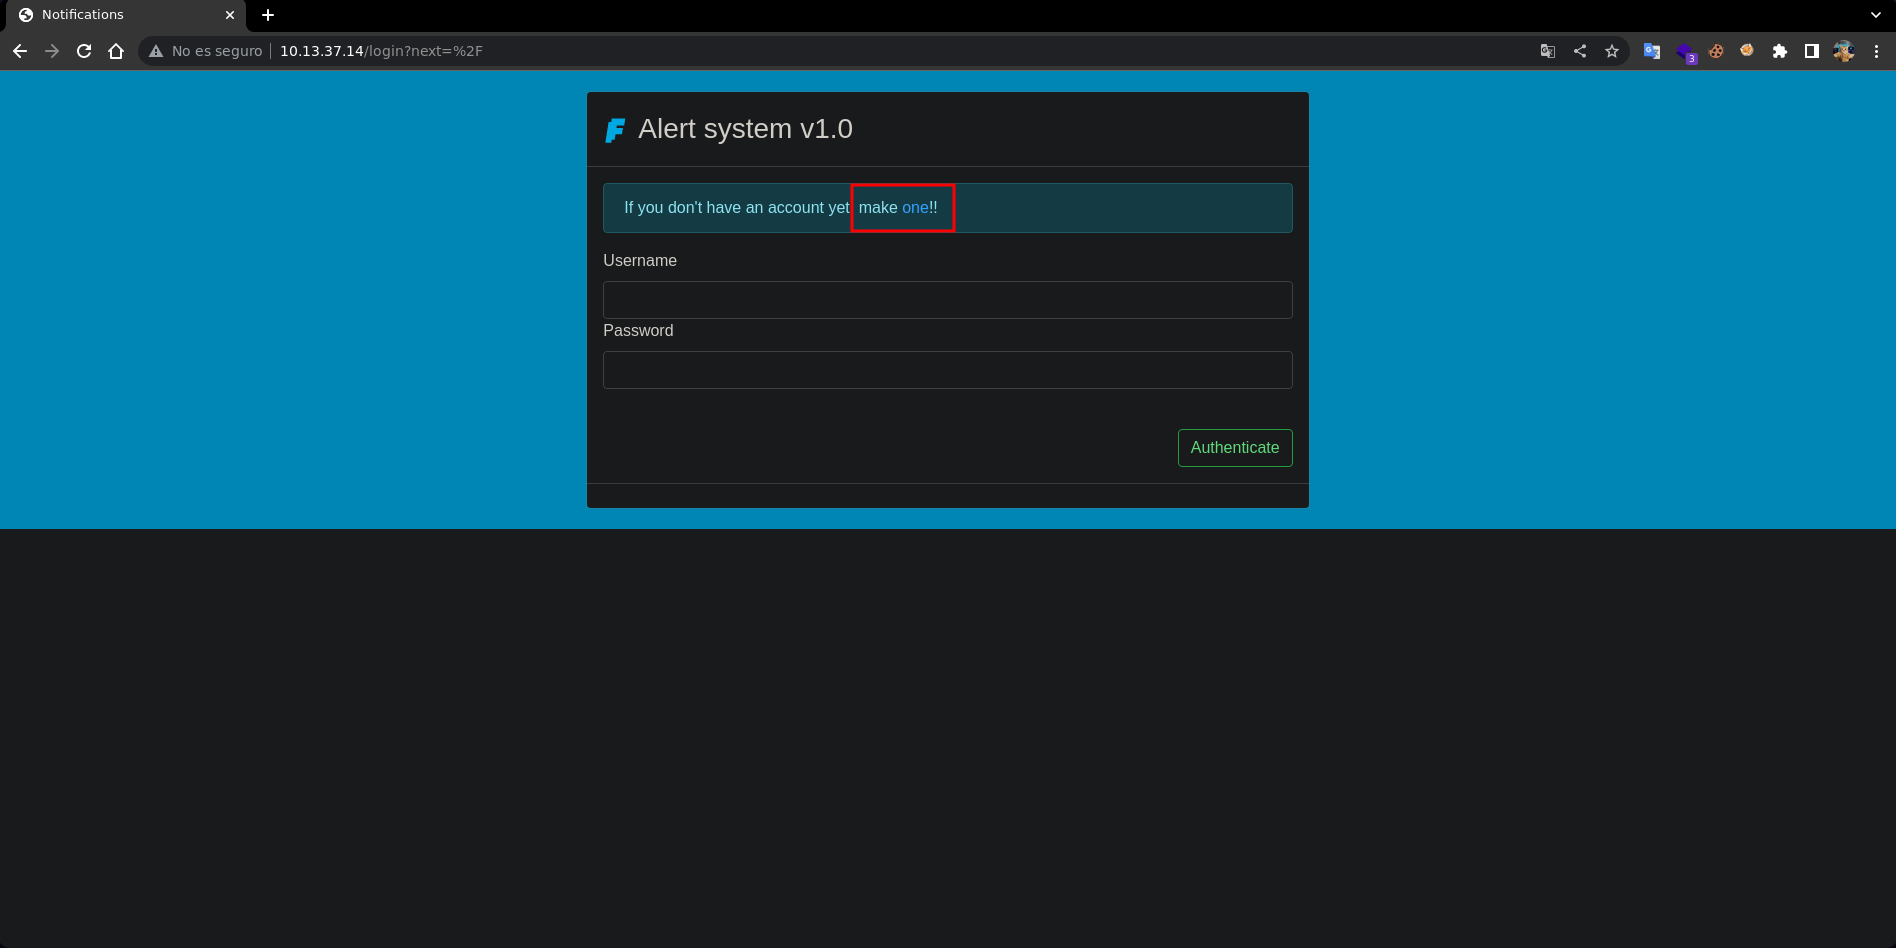 Notifications
No es seguro 10.13.37.14/login?next=%2F
3
F Alert system v1.0
If you don't have an account yet make one!!
Username
Password
Authenticate